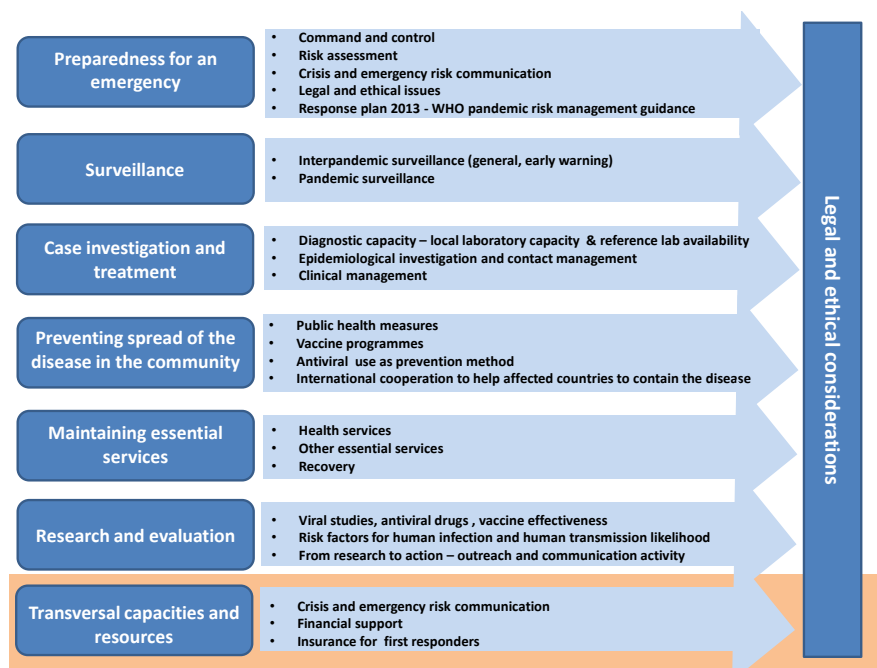 Preparedness for an
emergency
• Command and control
• Risk assessment
• Crisis and emergency risk communication
• Legal and ethical issues
• Response plan 2013 - WHO pandemic risk management guidance
Surveillance
• Interpandemic surveillance (general, early warning)
• Pandemic surveillance
Case investigation and
treatment
• Diagnostic capacity – local laboratory capacity & reference lab availability
• Epidemiological investigation and contact management
• Clinical management
Preventing spread of the
disease in the community
• Public health measures
• Vaccine programmes
• Antiviral use as prevention method
• International cooperation to help affected countries to contain the disease
Maintaining essential
services
• Health services
• Other essential services
• Recovery
Research and evaluation
• Viral studies, antiviral drugs , vaccine effectiveness
• Risk factors for human infection and human transmission likelihood
• From research to action – outreach and communication activity
Transversal capacities and
resources
• Crisis and emergency risk communication
• Financial support
• Insurance for first responders
Legal and ethical considerations